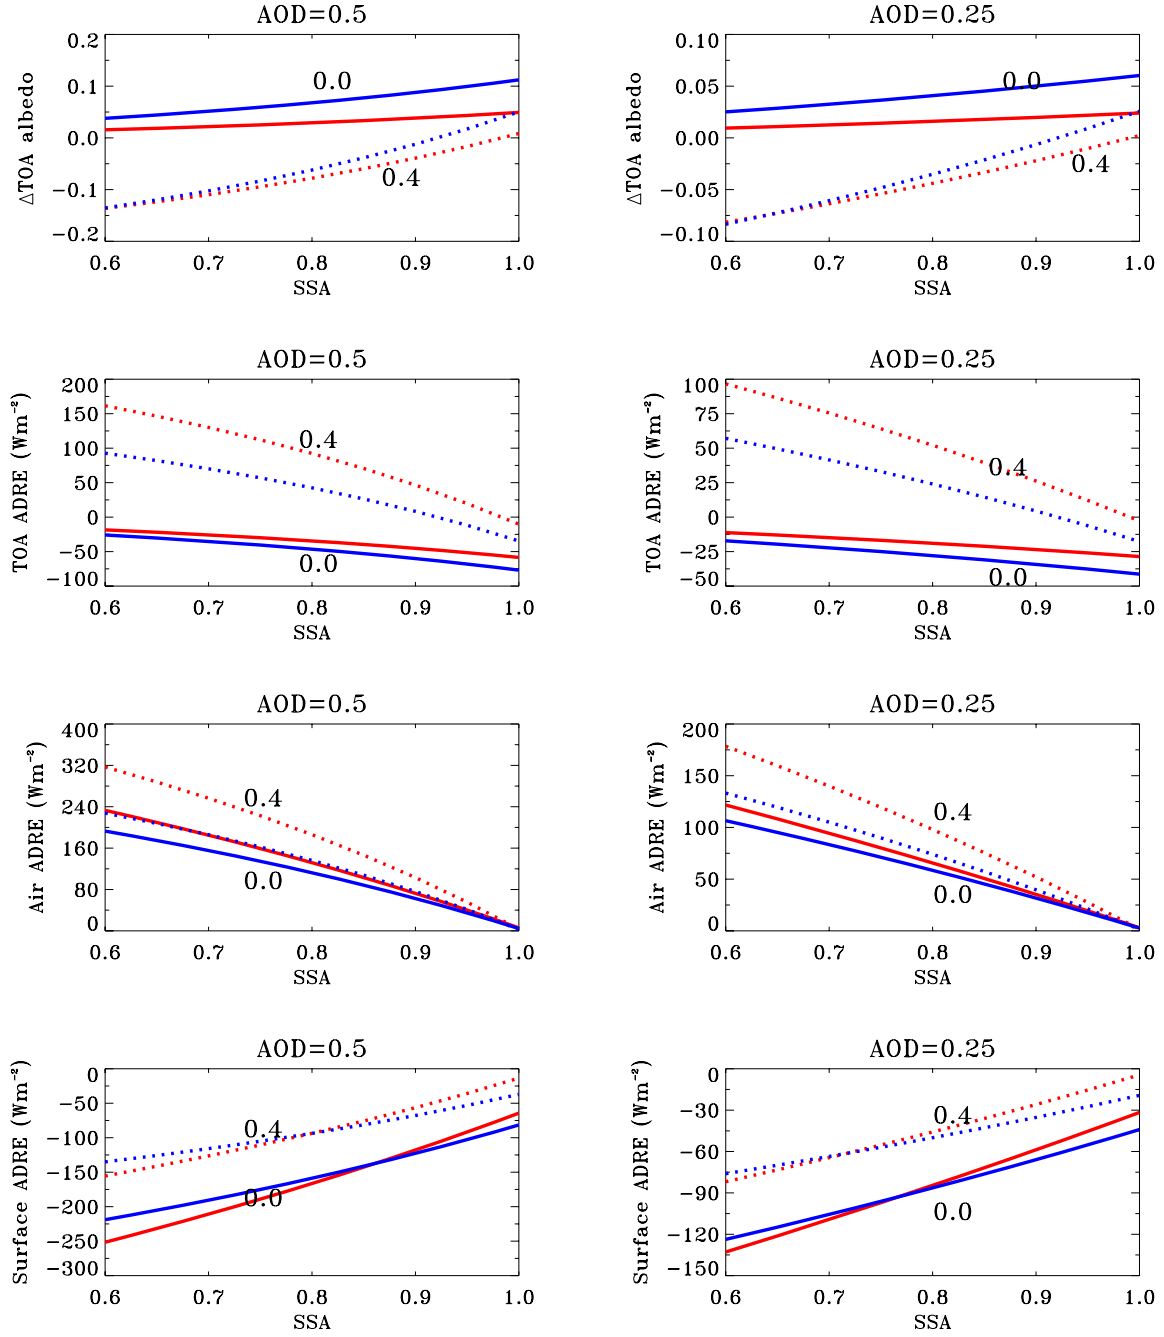 AOD=0.5
ΔTOA albedo
0.2
0.1
0.0
−0.1
−0.2
0.0
0.4
0.6 0.7 0.8 0.9 1.0
SSA
AOD=0.25
ΔTOA albedo
0.10
0.05
0.00
−0.05
−0.10
0.0
0.4
0.6 0.7 0.8 0.9 1.0
SSA
AOD=0.5
TOA ADRE (Wm⁻²)
200
150
100
50
0
−50
−100
0.4
0.0
0.6 0.7 0.8 0.9 1.0
SSA
AOD=0.25
TOA ADRE (Wm⁻²)
100
75
50
25
0
−25
−50
0.4
0.0
0.6 0.7 0.8 0.9 1.0
SSA
AOD=0.5
Air ADRE (Wm⁻²)
400
320
240
160
80
0
0.4
0.0
0.6 0.7 0.8 0.9 1.0
SSA
AOD=0.25
Air ADRE (Wm⁻²)
200
150
100
50
0
0.4
0.0
0.6 0.7 0.8 0.9 1.0
SSA
AOD=0.5
Surface ADRE (Wm⁻²)
0
−50
−100
−150
−200
−250
−300
0.4
0.0
0.6 0.7 0.8 0.9 1.0
SSA
AOD=0.25
Surface ADRE (Wm⁻²)
0
−30
−60
−90
−120
−150
0.4
0.0
0.6 0.7 0.8 0.9 1.0
SSA